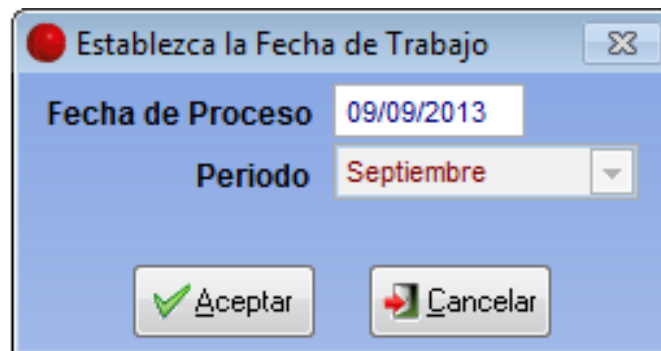 Establezca la Fecha de Trabajo
Fecha de Proceso 09/09/2013
Periodo Septiembre
Aceptar Cancelar